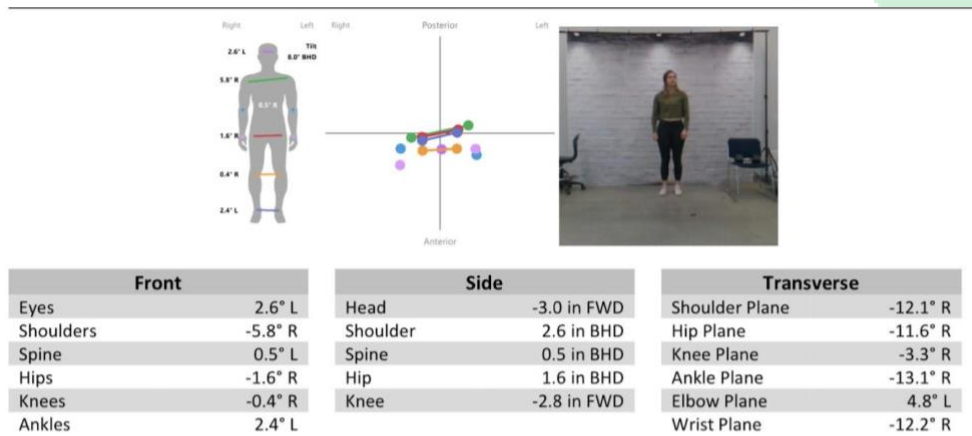 Right Left
Tilt
8.0° BHD
2.6° L
5.8° R
0.5° R
1.6° R
0.4° R
2.4° L
Right Posterior Left
Anterior
Front
Eyes 2.6° L
Shoulders -5.8° R
Spine 0.5° L
Hips -1.6° R
Knees -0.4° R
Ankles 2.4° L
Side
Head -3.0 in FWD
Shoulder 2.6 in BHD
Spine 0.5 in BHD
Hip 1.6 in BHD
Knee -2.8 in FWD
Transverse
Shoulder Plane -12.1° R
Hip Plane -11.6° R
Knee Plane -3.3° R
Ankle Plane -13.1° R
Elbow Plane 4.8° L
Wrist Plane -12.2° R